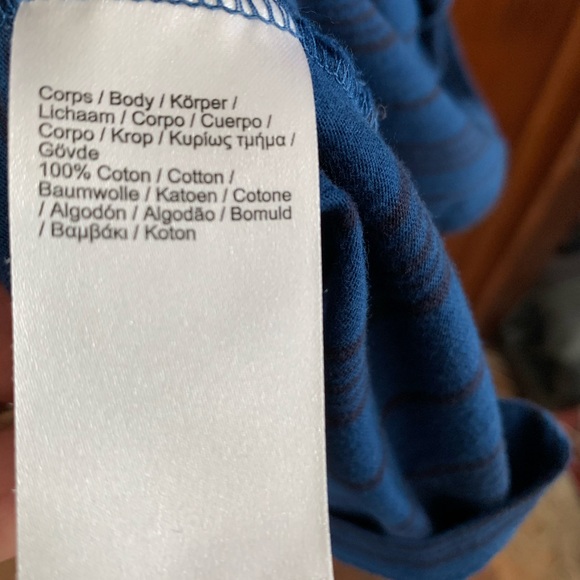 Corps / Body / Körper /
Lichaam / Corpo / Cuerpo /
Corpo / Krop / Κυρίως τμήμα /
Gövde
100% Coton / Cotton /
Baumwolle / Katoen / Cotone
/ Algodón / Algodão / Bomuld
/ Βαμβάκι / Koton